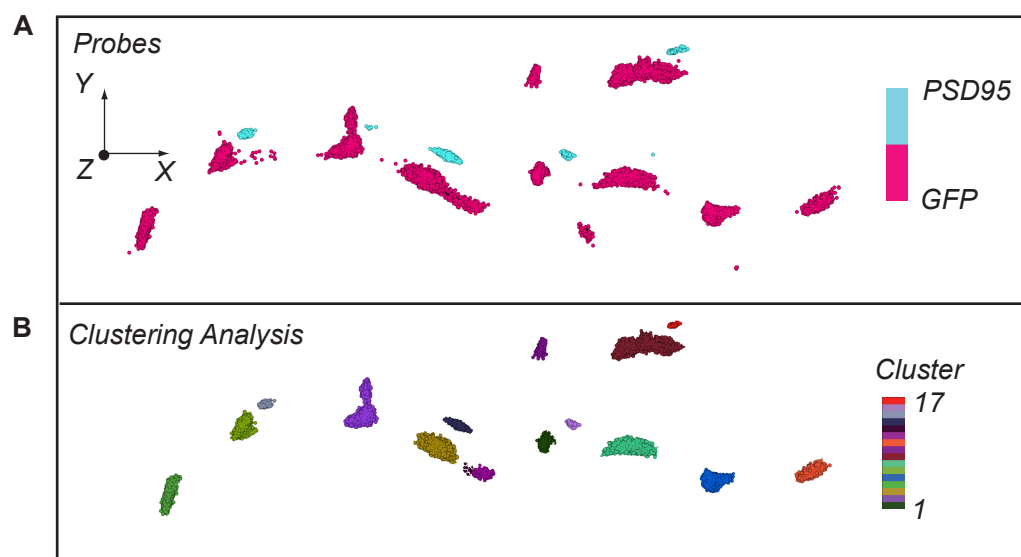 A
Probes
Y
Z
X
PSD95
GFP
B
Clustering Analysis
Cluster
17
1